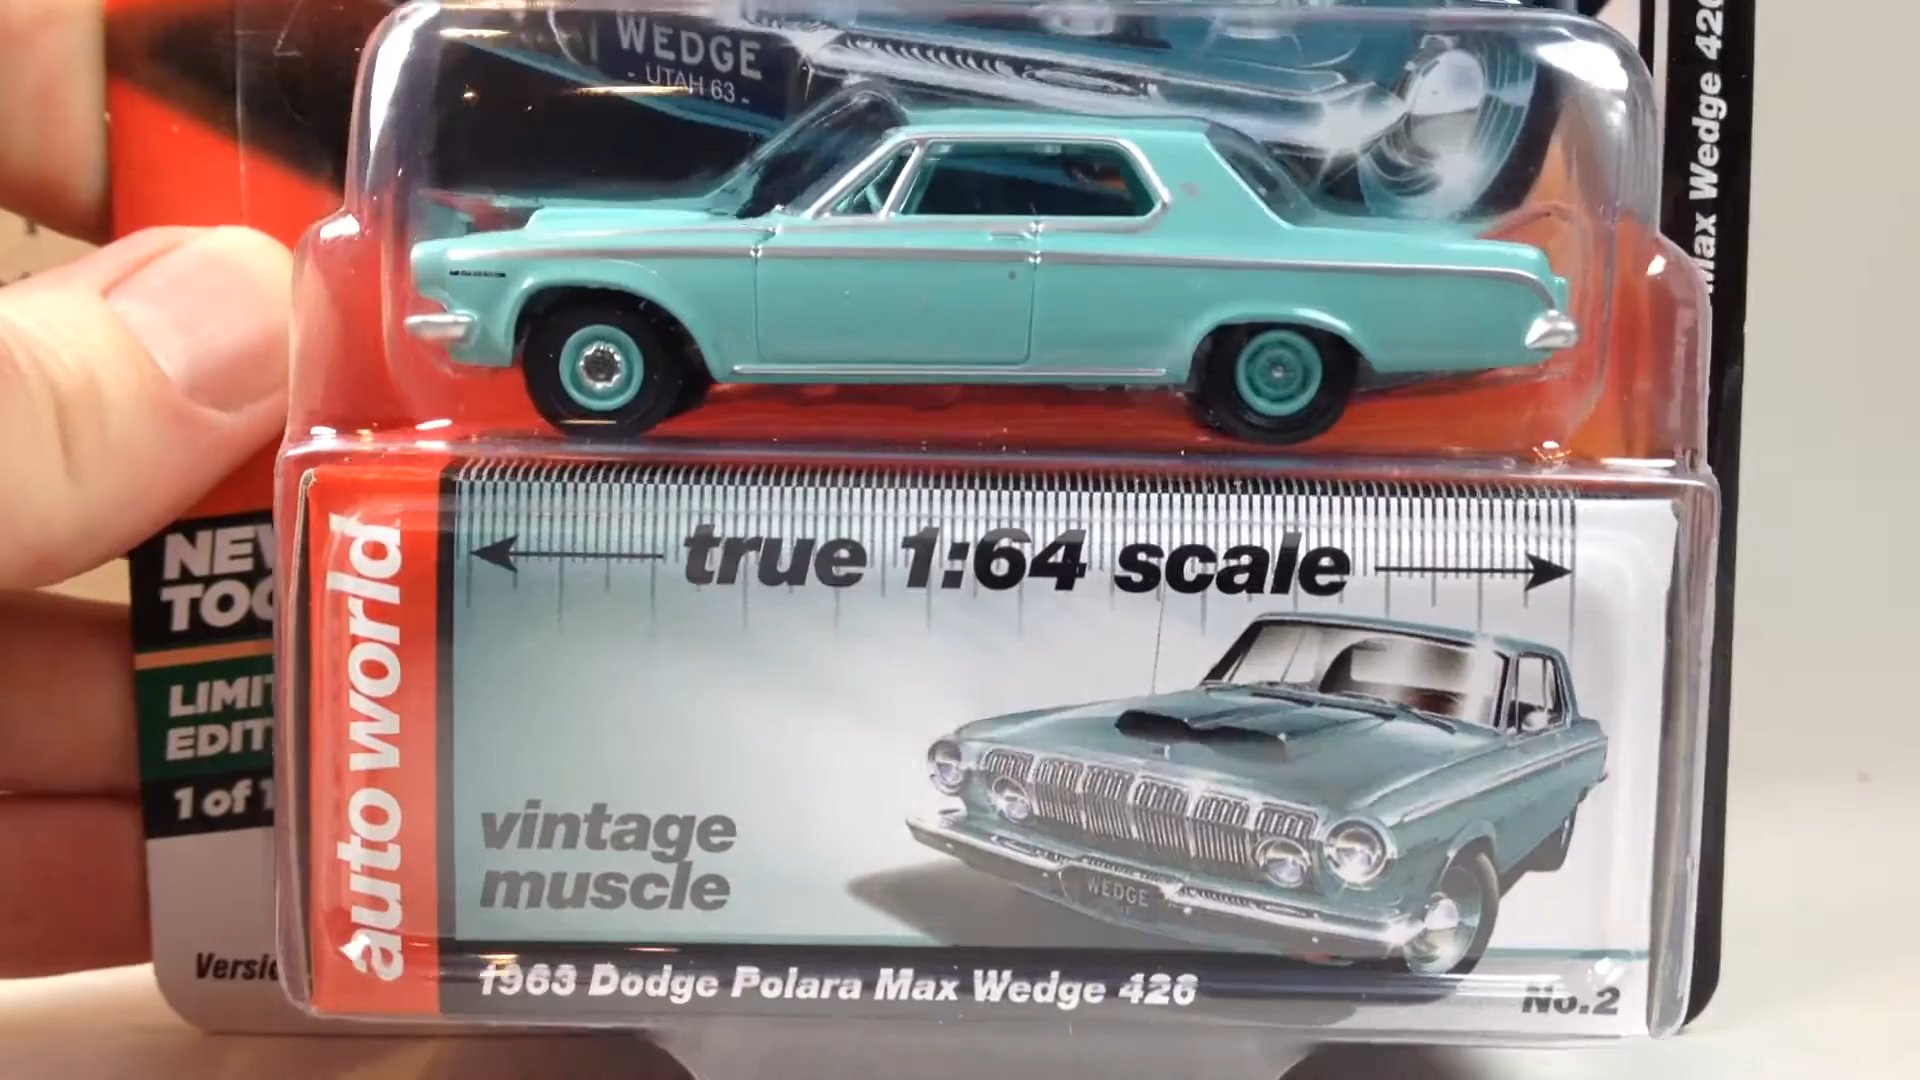 WEDGE
- UTAH 63 -
Max Wedge 426
true 1:64 scale
auto world
NEW
TOO
LIMIT
EDIT
1 of 1
vintage
muscle
WEDGE
Versio
1963 Dodge Polara Max Wedge 426
No.2